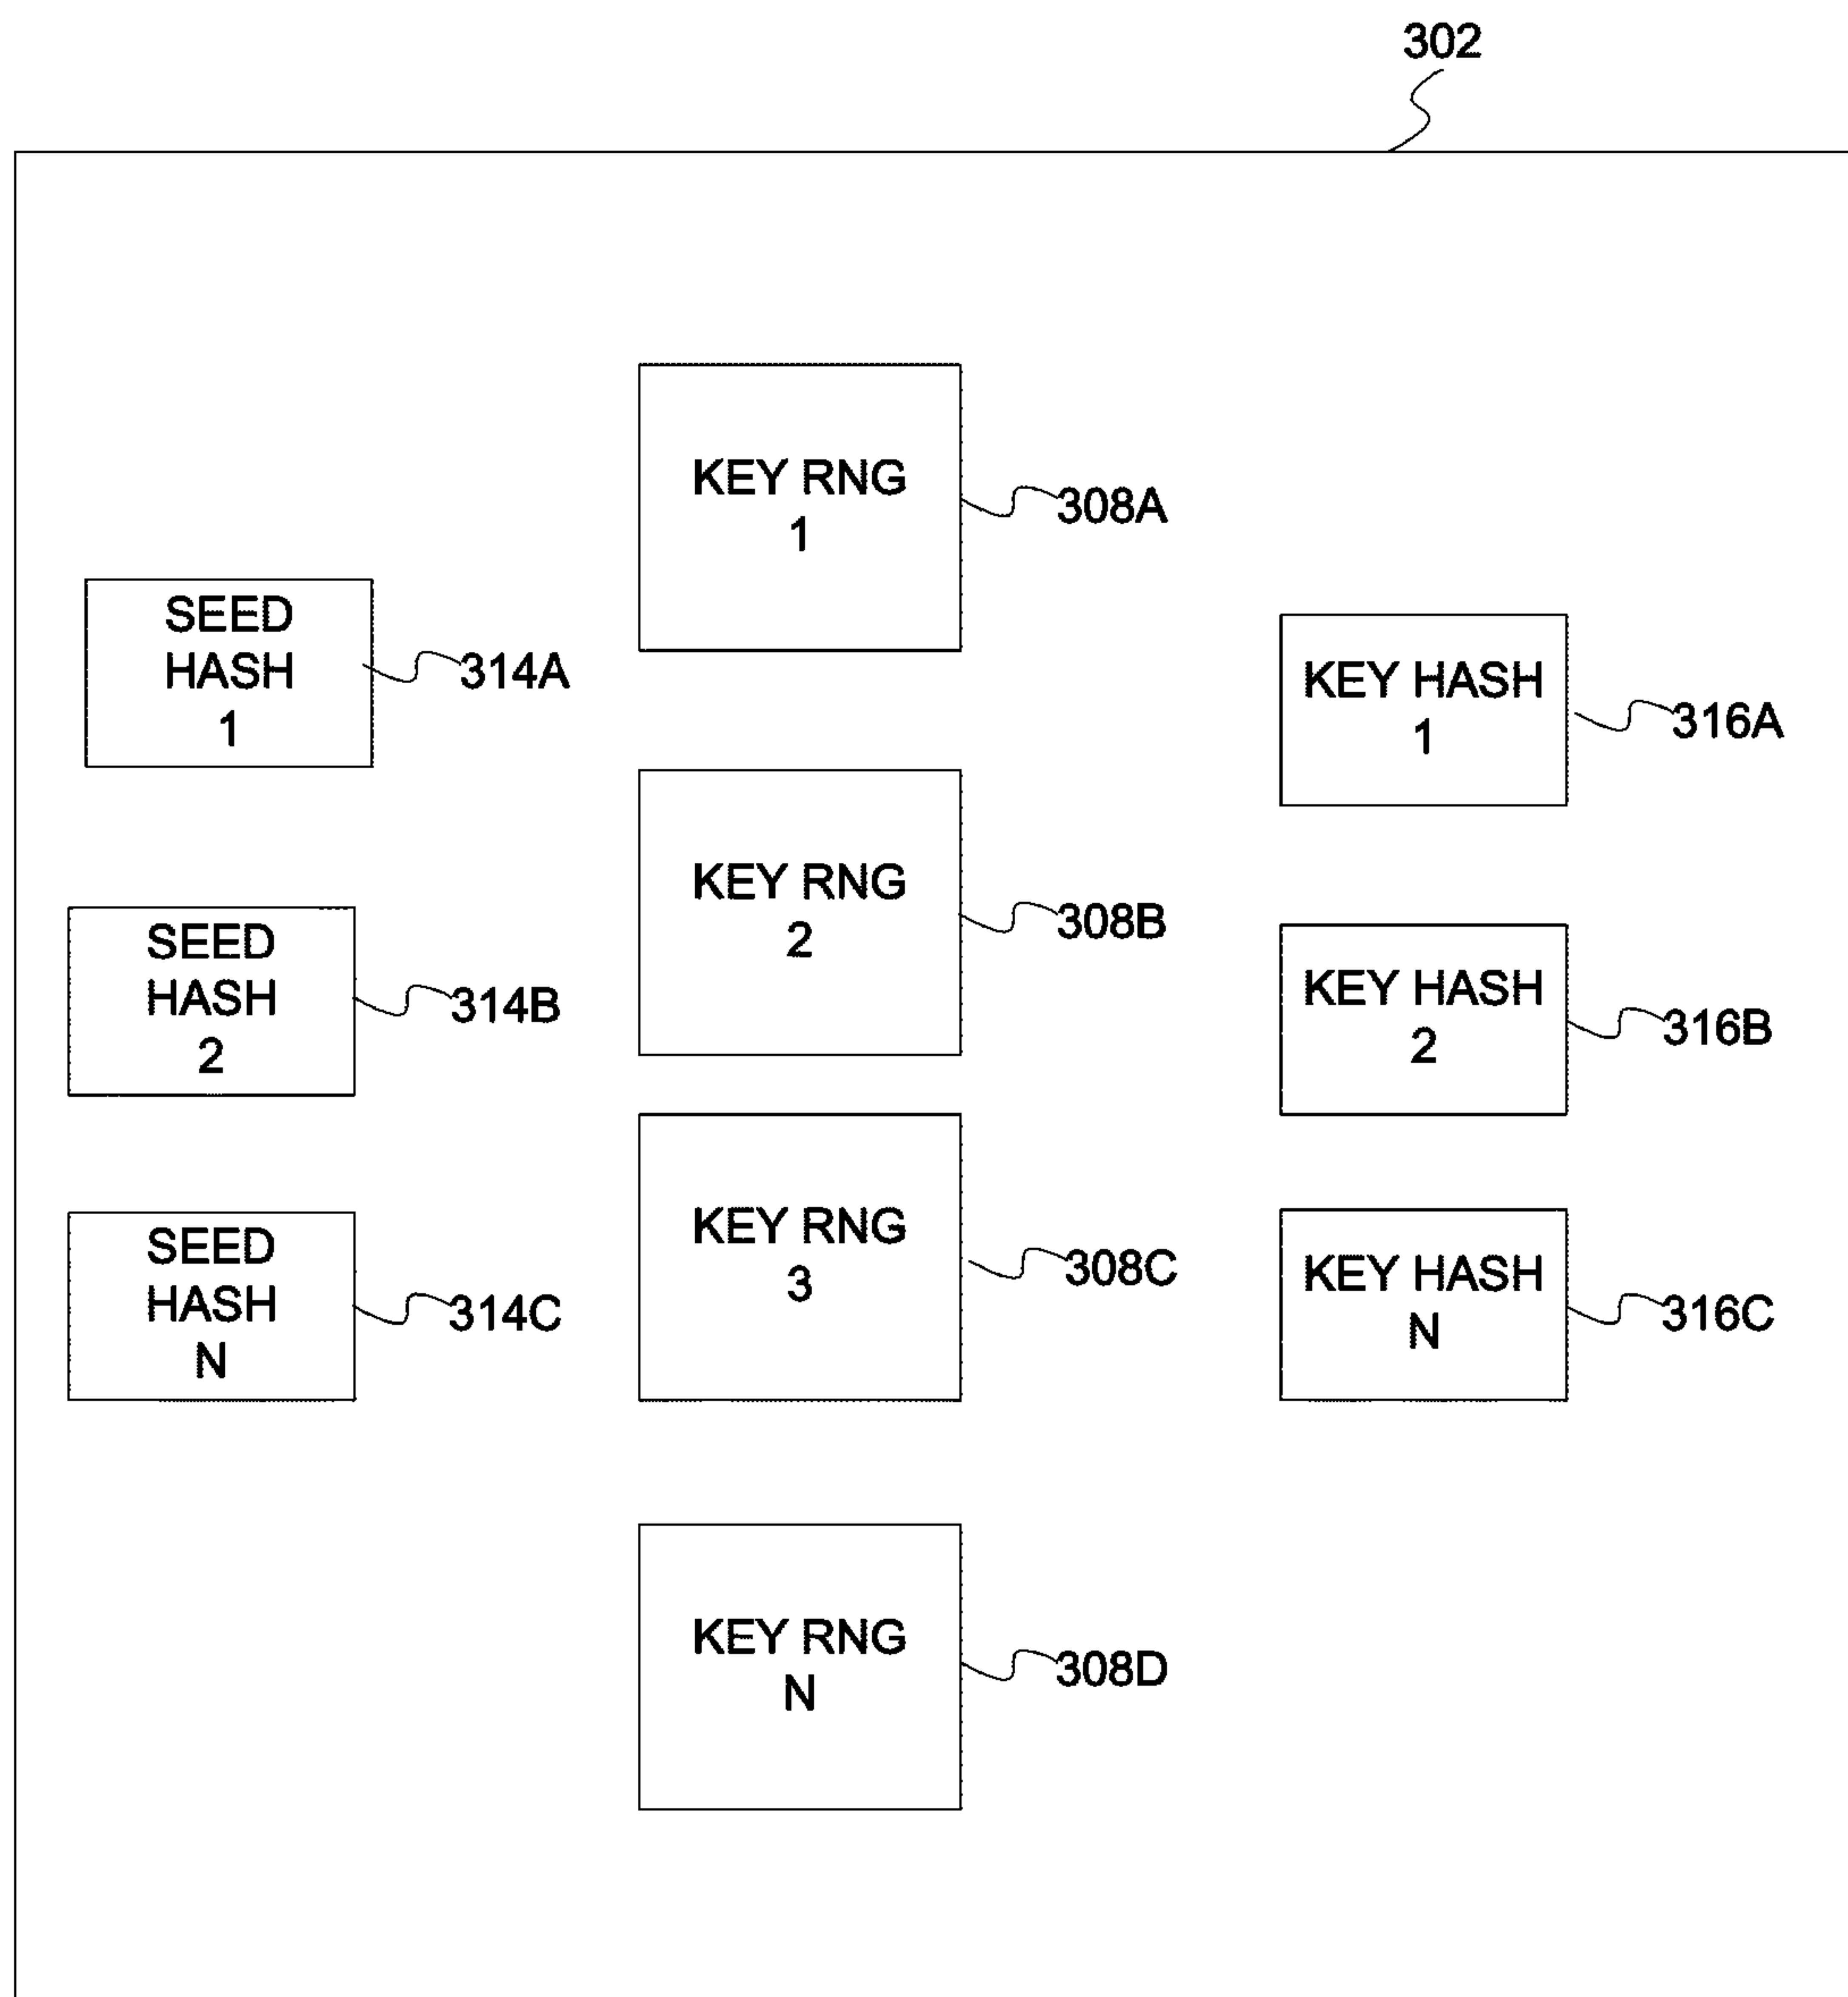 302
KEY RNG
1
308A
SEED
HASH
1
314A
KEY HASH
1
316A
KEY RNG
2
308B
SEED
HASH
2
314B
KEY HASH
2
316B
KEY RNG
3
308C
SEED
HASH
N
314C
KEY HASH
N
316C
KEY RNG
N
308D